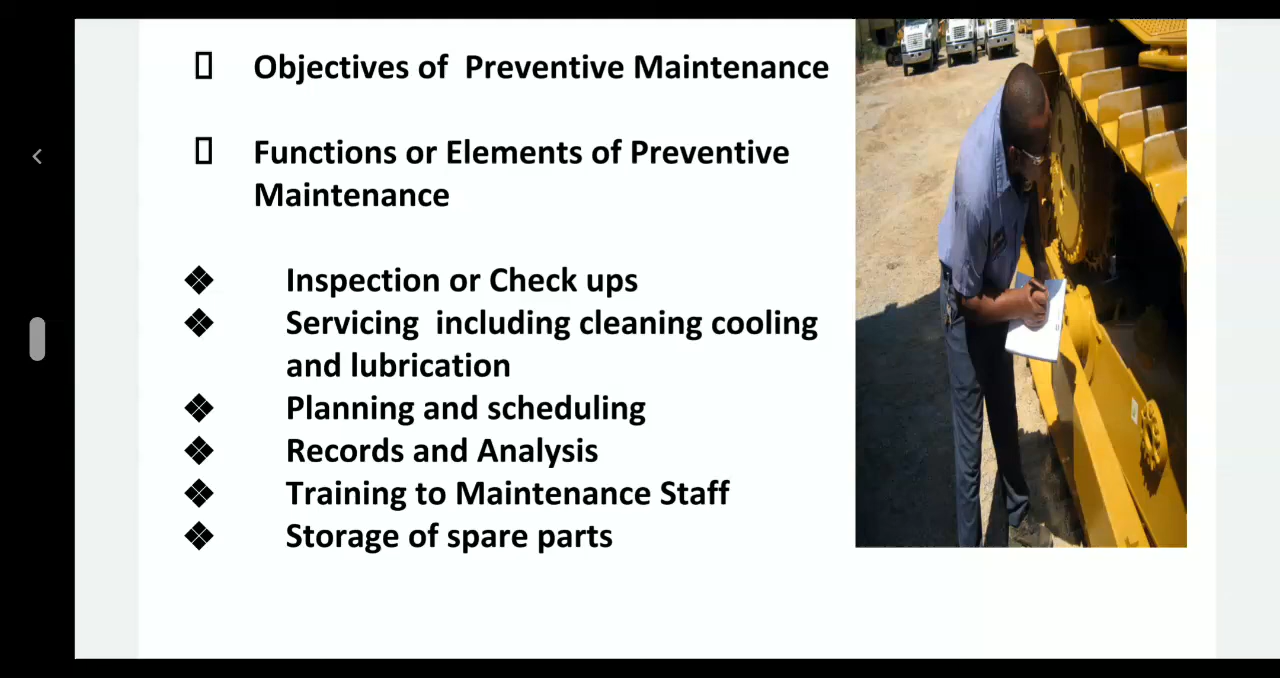 Objectives of  Preventive Maintenance
Functions or Elements of Preventive
Maintenance
Inspection or Check ups
Servicing  including cleaning cooling
and lubrication
Planning and scheduling
Records and Analysis
Training to Maintenance Staff
Storage of spare parts